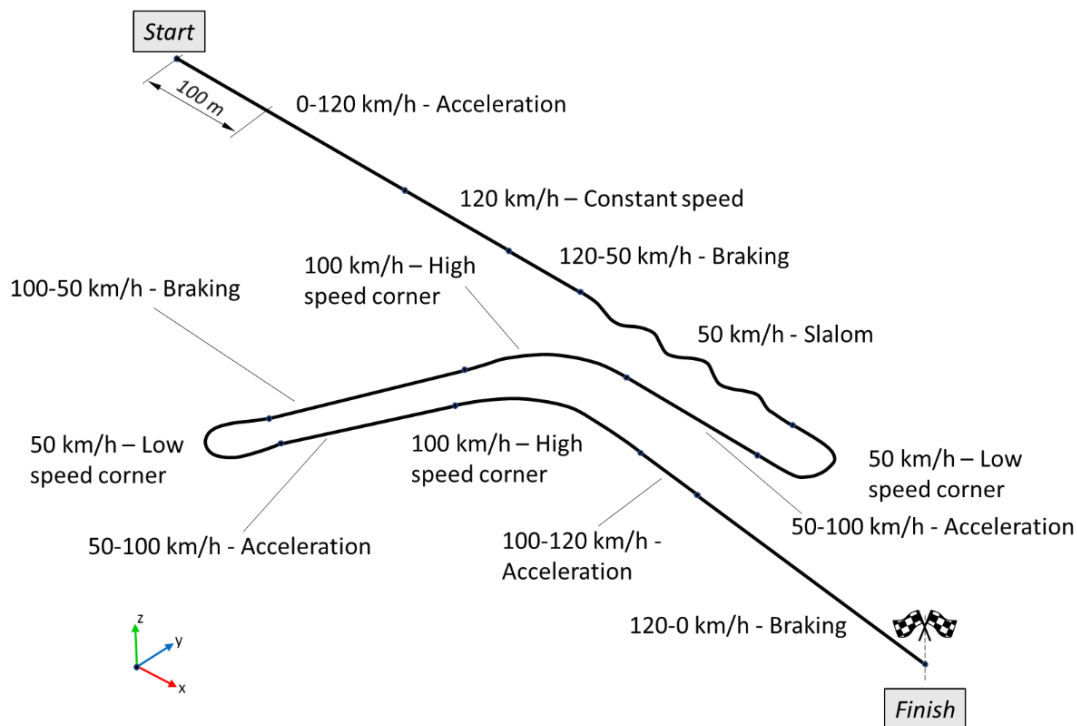 Start
100 m
0-120 km/h - Acceleration
120 km/h – Constant speed
120-50 km/h - Braking
100 km/h – High
speed corner
100-50 km/h - Braking
50 km/h - Slalom
50 km/h – Low
speed corner
100 km/h – High
speed corner
50 km/h – Low
speed corner
50-100 km/h - Acceleration
50-100 km/h - Acceleration
100-120 km/h -
Acceleration
120-0 km/h - Braking
z
y
x
Finish